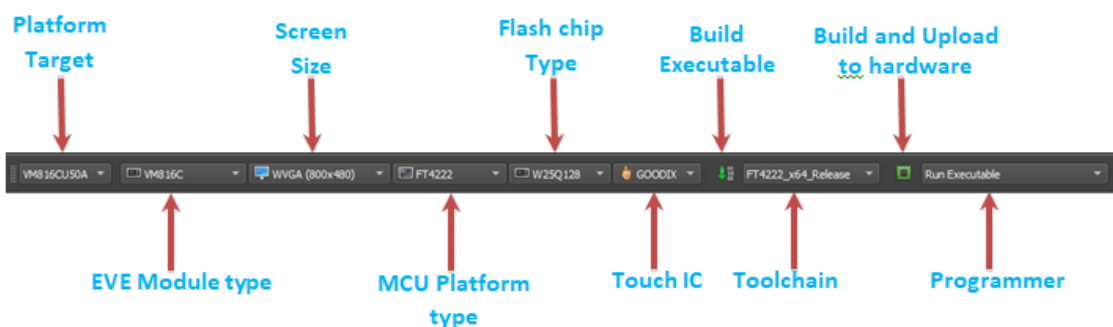 Platform
Target
Screen
Size
Flash chip
Type
Build
Executable
Build and Upload
to hardware
VM816CU50A
VM816C
WVGA (800x480)
FT4222
W25Q128
GOODIX
FT4222_x64_Release
Run Executable
EVE Module type
MCU Platform
type
Touch IC
Toolchain
Programmer